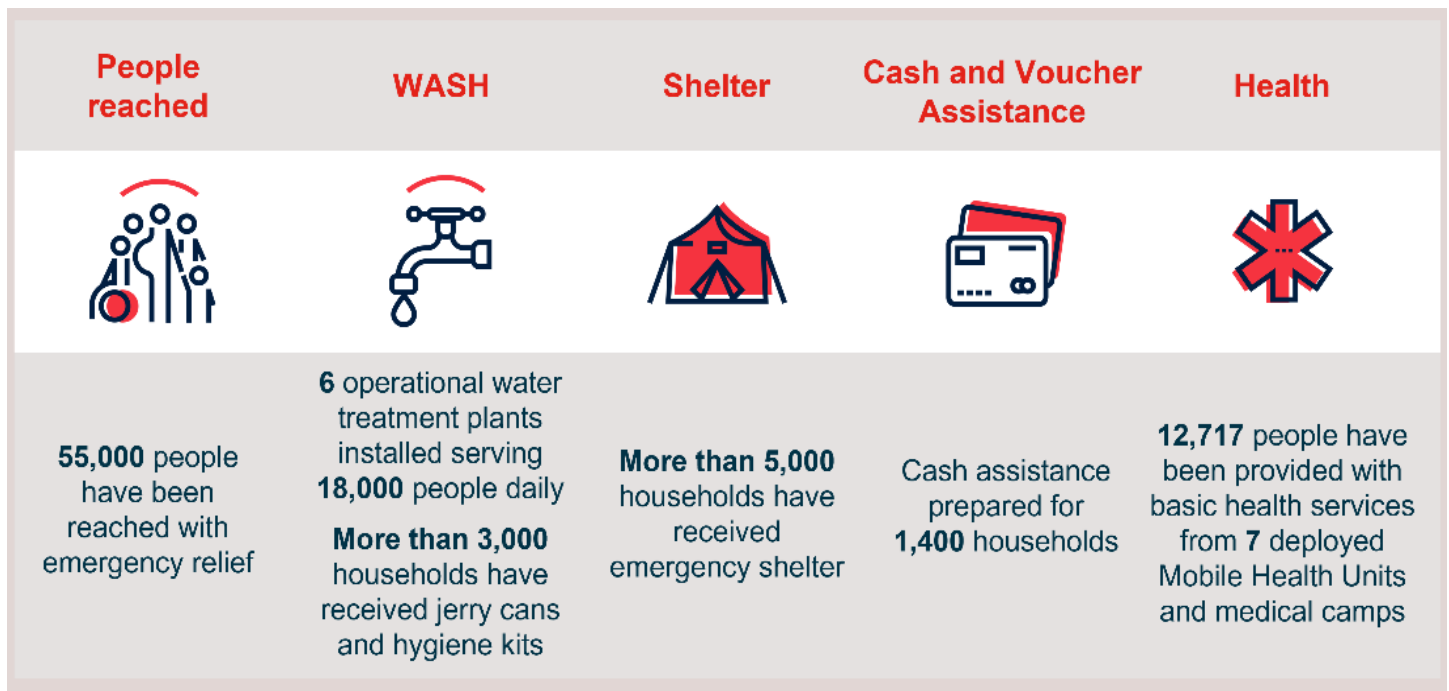 People
reached
WASH
Shelter
Cash and Voucher
Assistance
Health
55,000 people
have been
reached with
emergency relief
6 operational water
treatment plants
installed serving
18,000 people daily
More than 3,000
households have
received jerry cans
and hygiene kits
More than 5,000
households have
received
emergency shelter
Cash assistance
prepared for
1,400 households
12,717 people have
been provided with
basic health services
from 7 deployed
Mobile Health Units
and medical camps